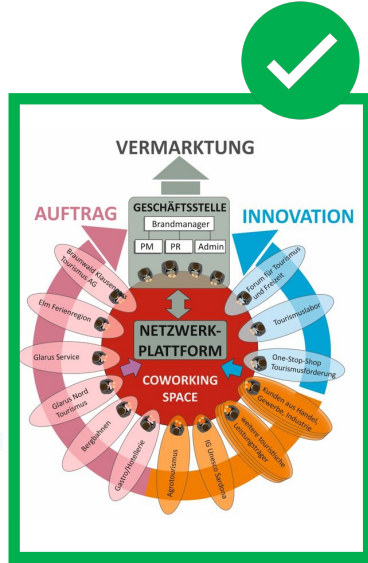 VERMARKTUNG
GESCHÄFTSSTELLE
Brandmanager
PM
PR
Admin
AUFTRAG
INNOVATION
Braunwald Klausenpass
Tourismus AG
Elm Ferienregion
Glarus Service
Glarus Nord
Tourismus
Bergbahnen
Gastro/Hotellerie
Agrotourismus
IG Unesco Sardona
weitere touristische
Leistungsträger
Kunden aus Handel,
Gewerbe, Industrie
One-Stop-Shop
Tourismusförderung
Tourismuslabor
Forum für Tourismus
und Freizeit
NETZWERK-
PLATTFORM
COWORKING
SPACE